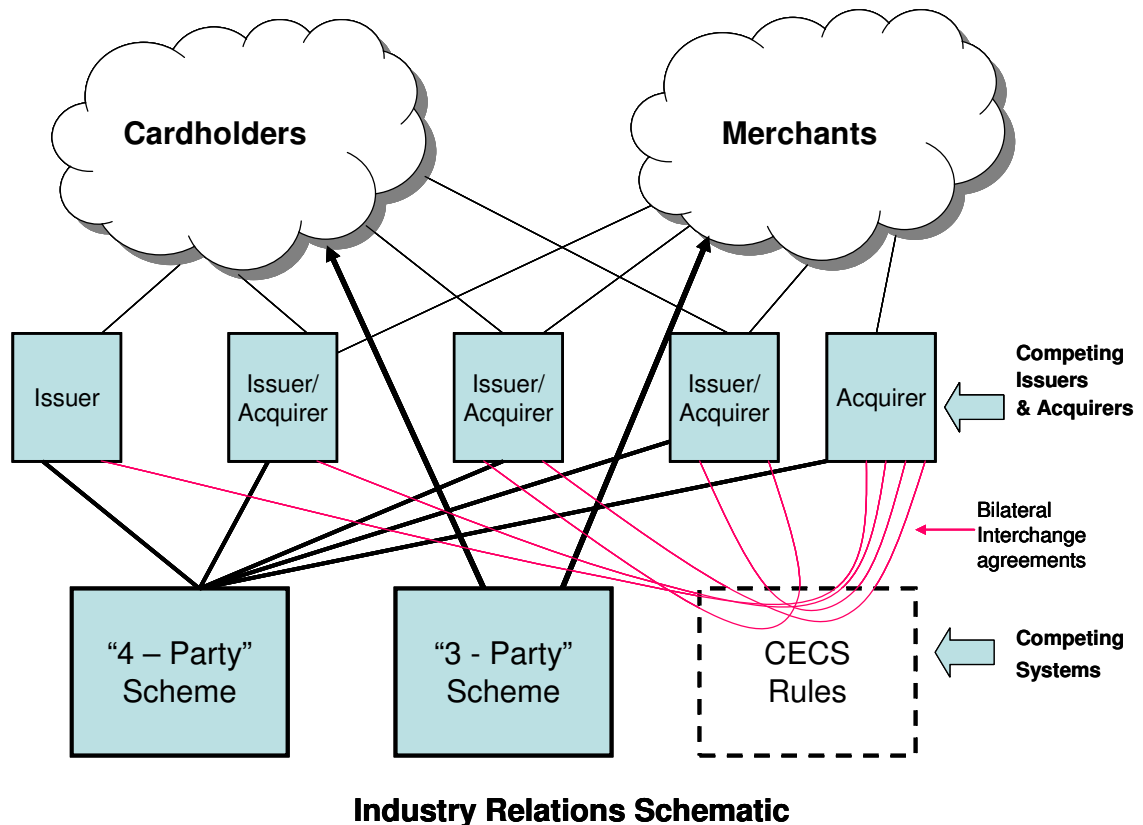 Cardholders
Merchants
Issuer
Issuer/
Acquirer
Issuer/
Acquirer
Issuer/
Acquirer
Acquirer
Competing
Issuers
& Acquirers
Bilateral
Interchange
agreements
“4 – Party”
Scheme
“3 - Party”
Scheme
CECS
Rules
Competing
Systems
Industry Relations Schematic